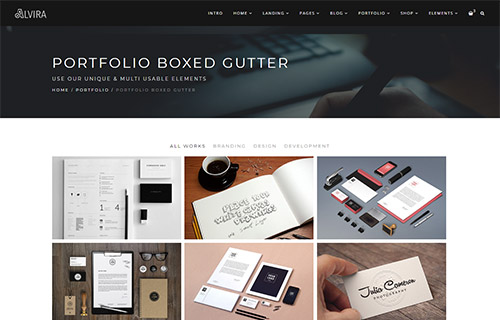 ALVIRA
INTRO HOME LANDING PAGES BLOG PORTFOLIO SHOP ELEMENTS
PORTFOLIO BOXED GUTTER
USE OUR UNIQUE & MULTI USABLE ELEMENTS
HOME / PORTFOLIO / PORTFOLIO BOXED GUTTER
ALL WORKS BRANDING DESIGN DEVELOPMENT
Julia Cameron
PHOTOGRAPHY